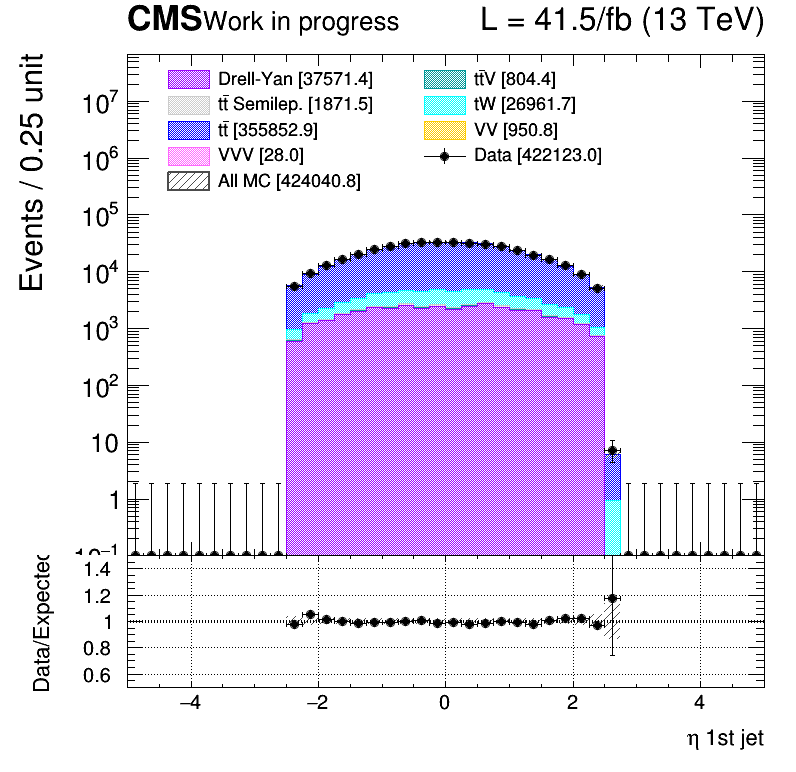 CMS Work in progress L = 41.5/fb (13 TeV)
Events / 0.25 unit
Drell-Yan [37571.4]
tt̄ Semilep. [1871.5]
tt̄ [355852.9]
VVV [28.0]
All MC [424040.8]
tt̄V [804.4]
tW [26961.7]
VV [950.8]
Data [422123.0]
10⁷
10⁶
10⁵
10⁴
10³
10²
10
1
10⁻¹
Data/Expected
1.4
1.2
1
0.8
0.6
−4 −2 0 2 4
η 1st jet